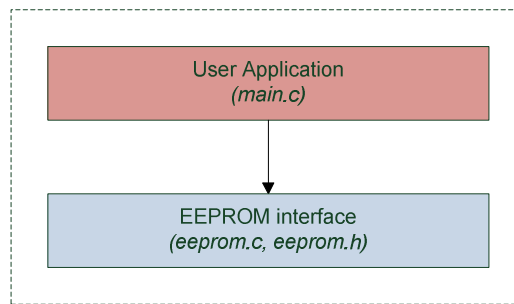 User Application
(main.c)
EEPROM interface
(eeprom.c, eeprom.h)